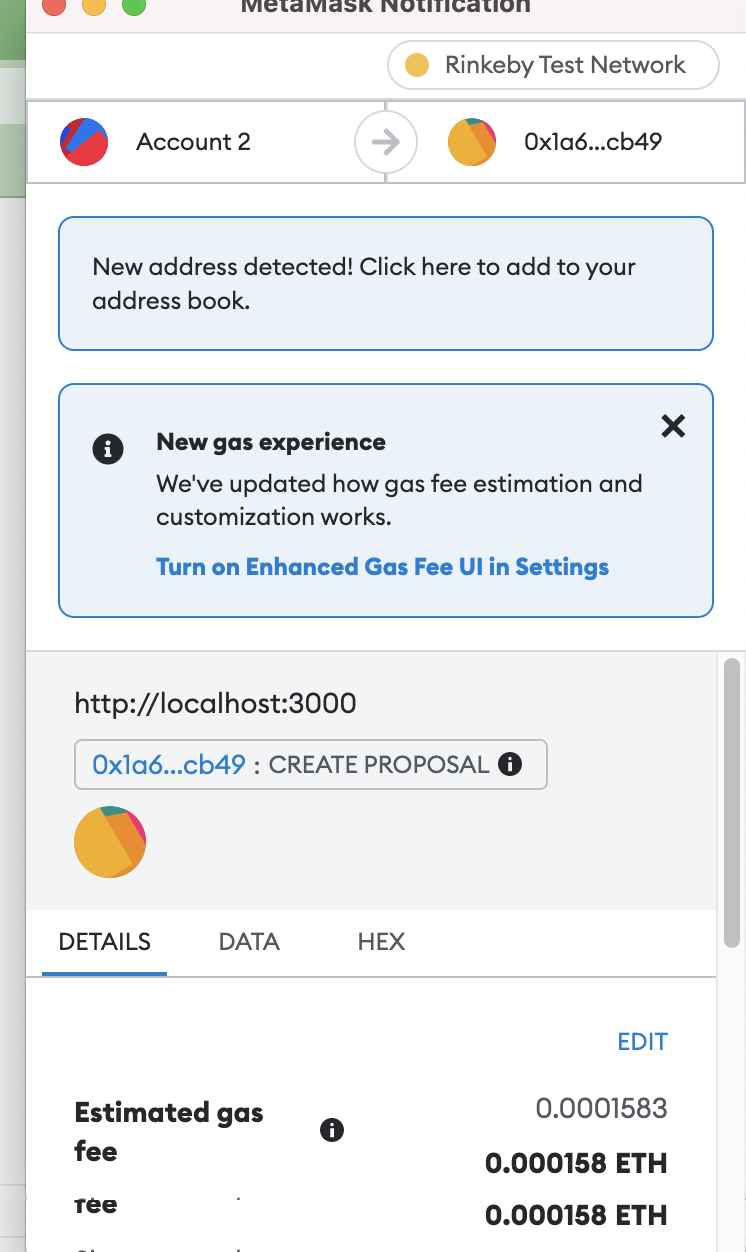 MetaMask Notification
Rinkeby Test Network
Account 2
0x1a6...cb49
New address detected! Click here to add to your
address book.
New gas experience
We've updated how gas fee estimation and
customization works.
Turn on Enhanced Gas Fee UI in Settings
http://localhost:3000
0x1a6...cb49 : CREATE PROPOSAL
DETAILS DATA HEX
EDIT
Estimated gas
fee
0.0001583
0.000158 ETH
fee
0.000158 ETH